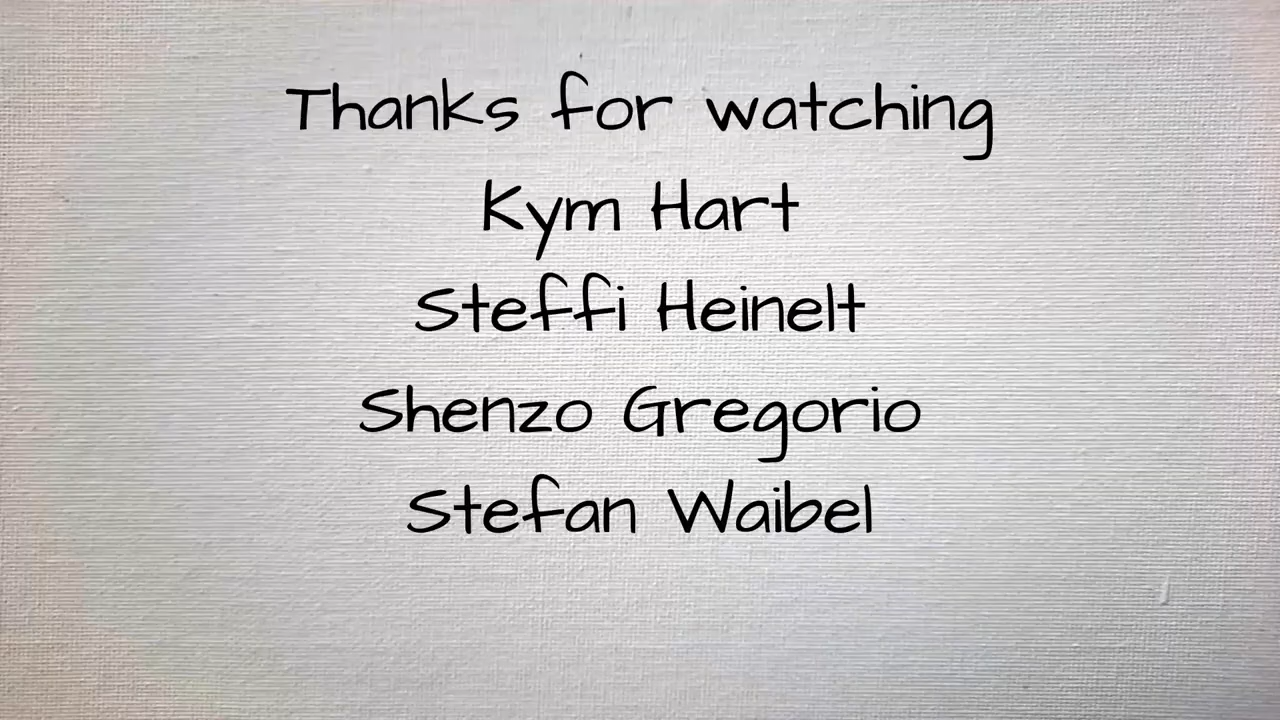 Thanks for watching
Kym Hart
Steffi Heinelt
Shenzo Gregorio
Stefan Waibel